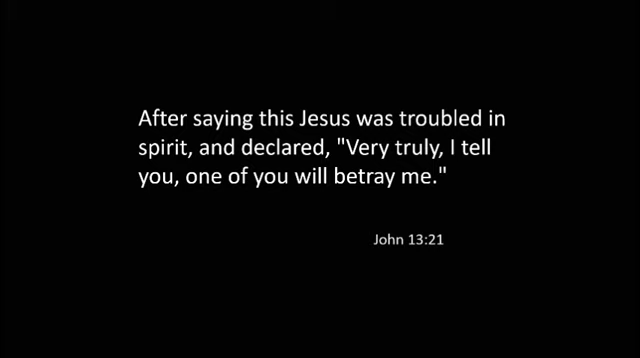 After saying this Jesus was troubled in
spirit, and declared, "Very truly, I tell
you, one of you will betray me."
John 13:21